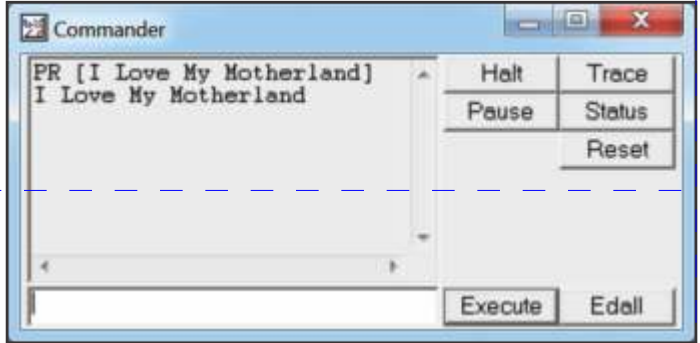 Commander
PR [I Love My Motherland]
I Love My Motherland
Halt Trace
Pause Status
Reset
Execute Edall